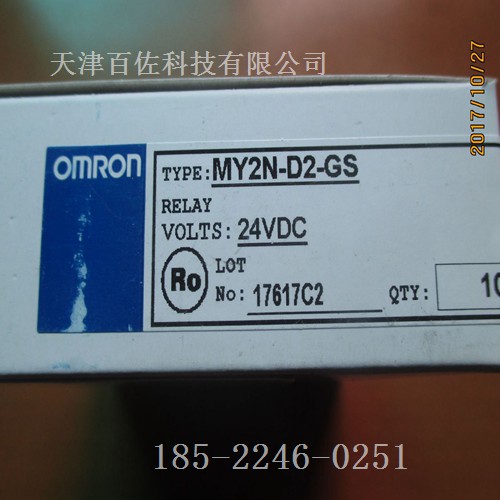 天津百佐科技有限公司
2017/10/27
OMRON
TYPE: MY2N-D2-GS
RELAY
VOLTS: 24VDC
Ro
LOT
No: 17617C2
QTY: 10
185-2246-0251